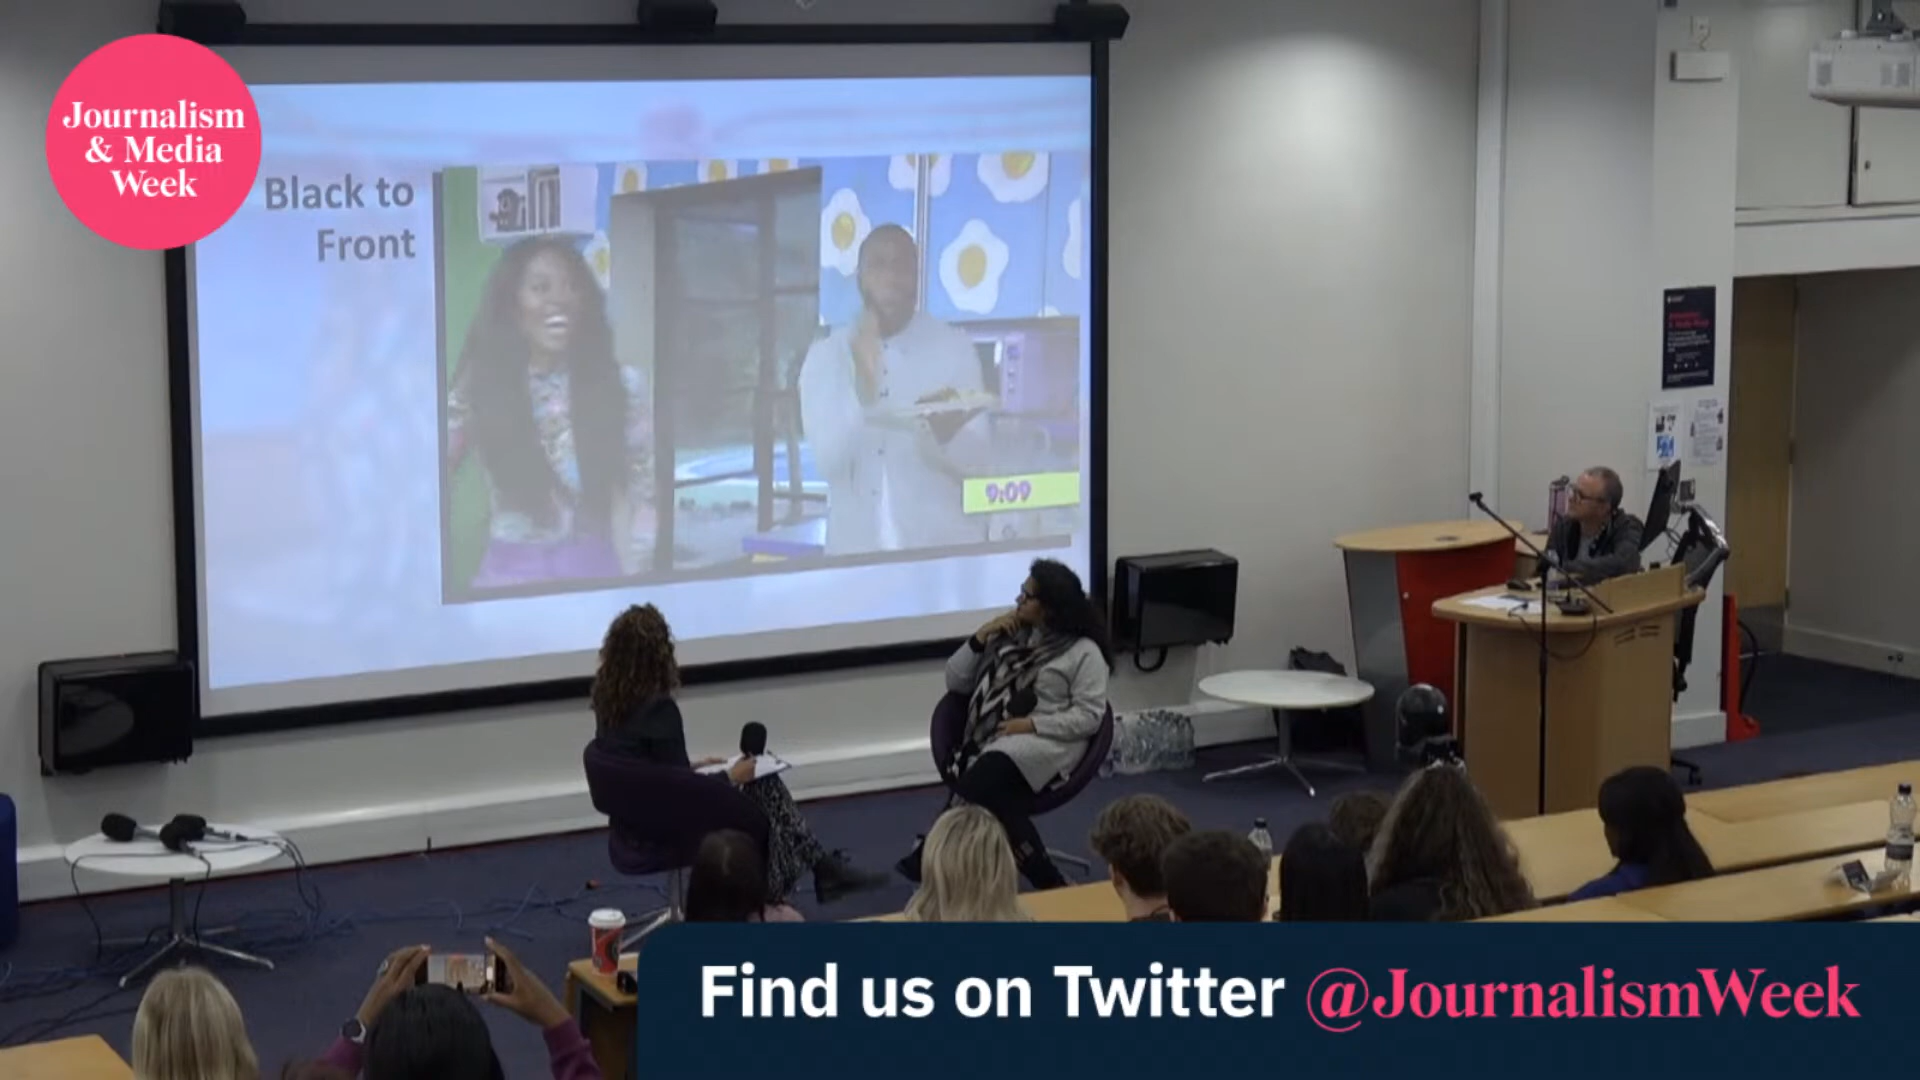 Journalism
& Media
Week
Black to
Front
9:09
Find us on Twitter @JournalismWeek